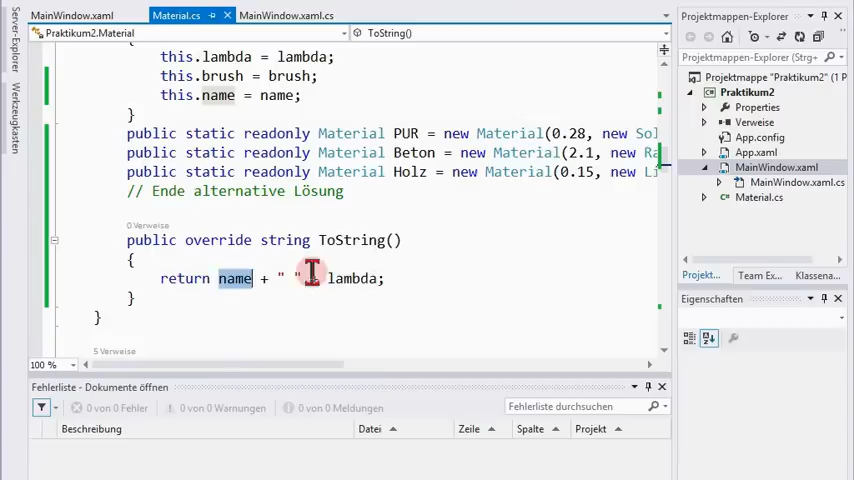 MainWindow.xaml
Material.cs
MainWindow.xaml.cs
Praktikum2.Material
ToString()
{
this.lambda = lambda;
this.brush = brush;
this.name = name;
}
public static readonly Material PUR = new Material(0.28, new Sol
public static readonly Material Beton = new Material(2.1, new Ra
public static readonly Material Holz = new Material(0.15, new Li
// Ende alternative Lösung
0 Verweise
public override string ToString()
{
return name + " " + lambda;
}
}
5 Verweise
100 %
Server-Explorer
Werkzeugkasten
Fehlerliste - Dokumente öffnen
0 von 0 Fehler
0 von 0 Warnungen
0 von 0 Meldungen
Fehlerliste durchsuchen
Beschreibung
Datei
Zeile
Spalte
Projekt
Projektmappen-Explorer
Projektmappen-Explorer (Strg+
Projektmappe "Praktikum2"
Praktikum2
Properties
Verweise
App.config
App.xaml
MainWindow.xaml
MainWindow.xaml.cs
Material.cs
Projekt...
Team Ex...
Klassena...
Eigenschaften